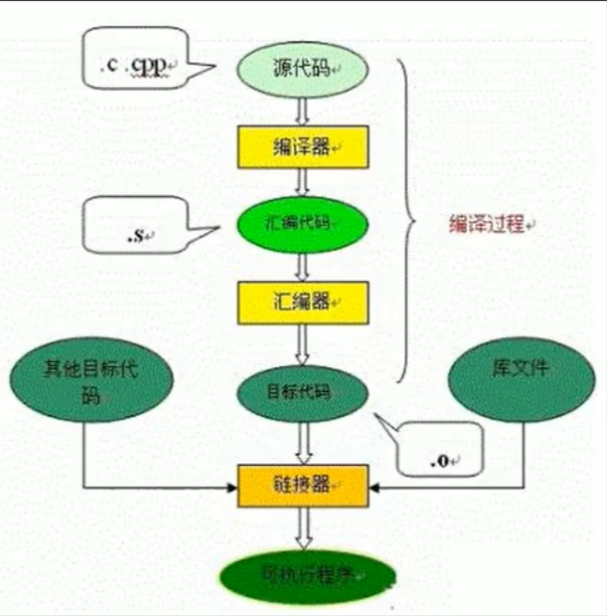 .c .cpp
源代码
编译器
汇编代码
.s
编译过程
汇编器
其他目标代
码
目标代码
库文件
.o
链接器
可执行程序